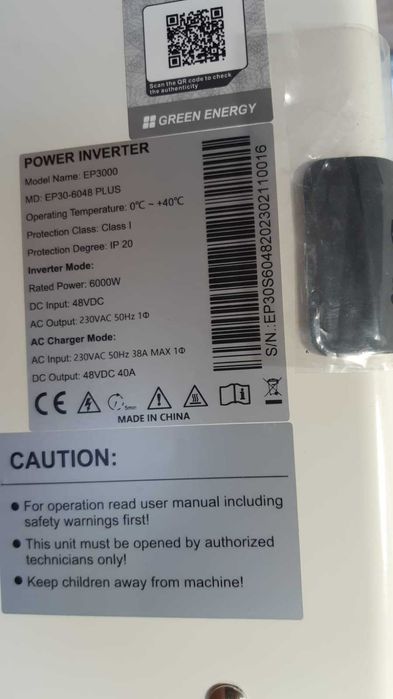 Scan the QR code to check
the authenticity
GREEN ENERGY
POWER INVERTER
Model Name: EP3000
MD: EP30-6048 PLUS
Operating Temperature: 0℃ ~ +40℃
Protection Class: Class I
Protection Degree: IP 20
Inverter Mode:
Rated Power: 6000W
DC Input: 48VDC
AC Output: 230VAC 50Hz 1Φ
AC Charger Mode:
AC Input: 230VAC 50Hz 38A MAX 1Φ
DC Output: 48VDC 40A
S/N.:EP30S6048202302110016
CE
5min
MADE IN CHINA
CAUTION:
● For operation read user manual including
safety warnings first!
● This unit must be opened by authorized
technicians only!
● Keep children away from machine!